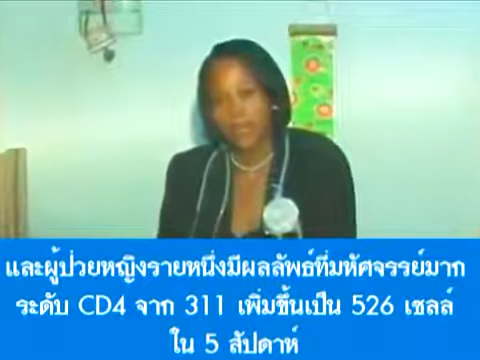 และผู้ป่วยหญิงรายหนึ่งมีผลลัพธ์ที่มหัศจรรย์มาก
ระดับ CD4 จาก 311 เพิ่มขึ้นเป็น 526 เซลล์
ใน 5 สัปดาห์